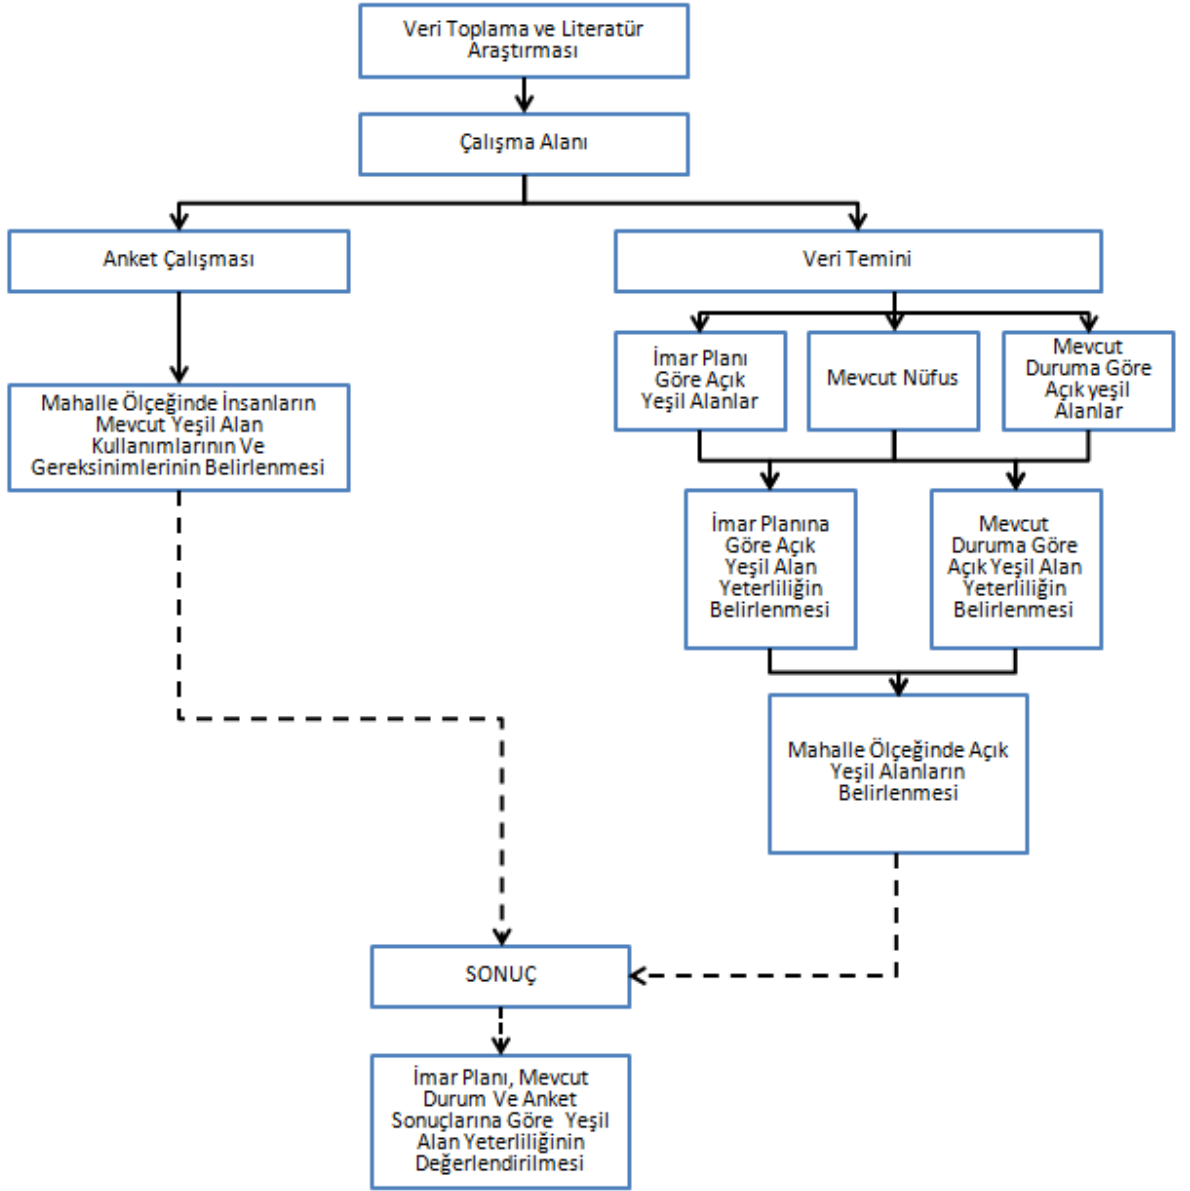 Veri Toplama ve Literatür
Araştırması
Çalışma Alanı
Anket Çalışması
Veri Temini
İmar Planı
Göre Açık
Yeşil Alanlar
Mevcut Nüfus
Mevcut
Duruma Göre
Açık yeşil
Alanlar
Mahalle Ölçeğinde İnsanların
Mevcut Yeşil Alan
Kullanımlarının Ve
Gereksinimlerinin Belirlenmesi
İmar Planına
Göre Açık
Yeşil Alan
Yeterliliğin
Belirlenmesi
Mevcut
Duruma Göre
Açık Yeşil Alan
Yeterliliğin
Belirlenmesi
Mahalle Ölçeğinde Açık
Yeşil Alanların
Belirlenmesi
SONUÇ
İmar Planı, Mevcut
Durum Ve Anket
Sonuçlarına Göre Yeşil
Alan Yeterliliğinin
Değerlendirilmesi